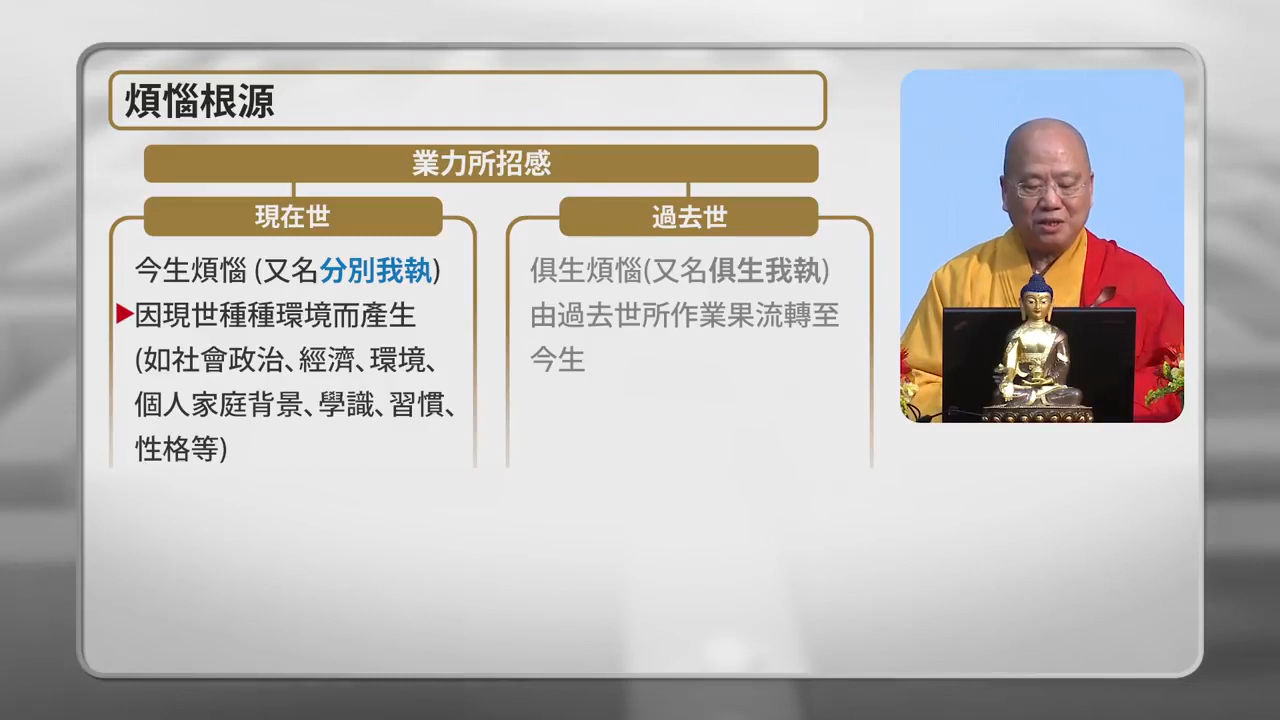 煩惱根源
業力所招感
現在世
今生煩惱 (又名分別我執)
▶因現世種種環境而產生
(如社會政治、經濟、環境、
個人家庭背景、學識、習慣、
性格等)
過去世
俱生煩惱(又名俱生我執)
由過去世所作業果流轉至
今生